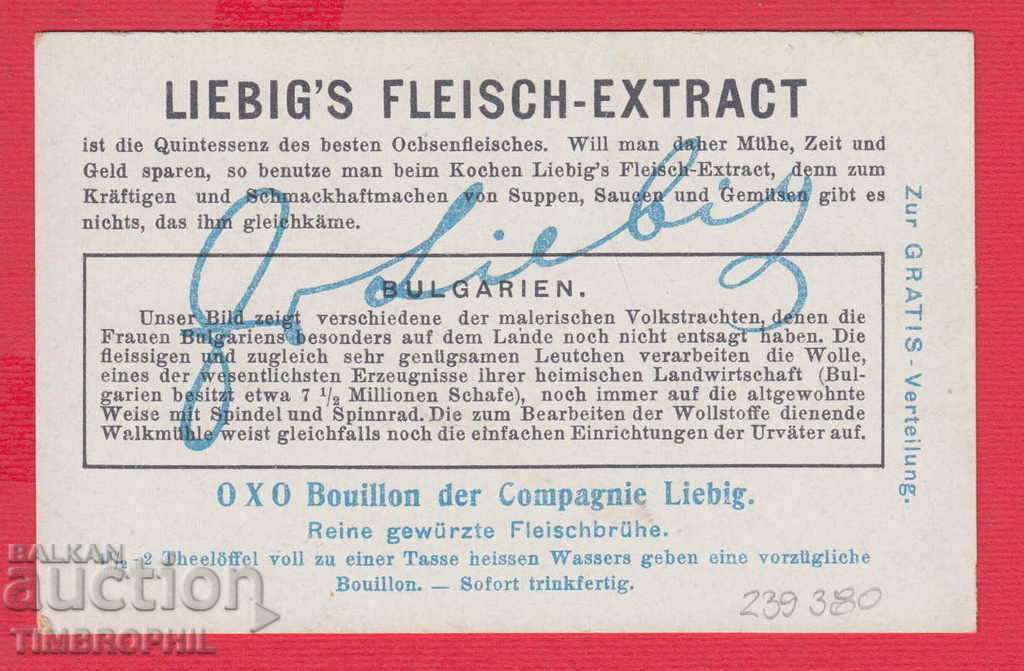 LIEBIG'S FLEISCH-EXTRACT
ist die Quintessenz des besten Ochsenfleisches. Will man daher Mühe, Zeit und
Geld sparen, so benutze man beim Kochen Liebig's Fleisch-Extract, denn zum
Kräftigen und Schmackhaftmachen von Suppen, Saucen und Gemüsen gibt es
nichts, das ihm gleichkäme.
J v Liebig
BULGARIEN.
Unser Bild zeigt verschiedene der malerischen Volkstrachten, denen die
Frauen Bulgariens besonders auf dem Lande noch nicht entsagt haben. Die
fleissigen und zugleich sehr genügsamen Leutchen verarbeiten die Wolle,
eines der wesentlichsten Erzeugnisse ihrer heimischen Landwirtschaft (Bul-
garien besitzt etwa 7 1/2 Millionen Schafe), noch immer auf die altgewohnte
Weise mit Spindel und Spinnrad. Die zum Bearbeiten der Wollstoffe dienende
Walkmühle weist gleichfalls noch die einfachen Einrichtungen der Urväter auf.
OXO Bouillon der Compagnie Liebig.
Reine gewürzte Fleischbrühe.
1 1/2-2 Theelöffel voll zu einer Tasse heissen Wassers geben eine vorzügliche
Bouillon. — Sofort trinkfertig.
Zur GRATIS-Verteilung.
239380
BALKAN
auction
TIMBROPHIL